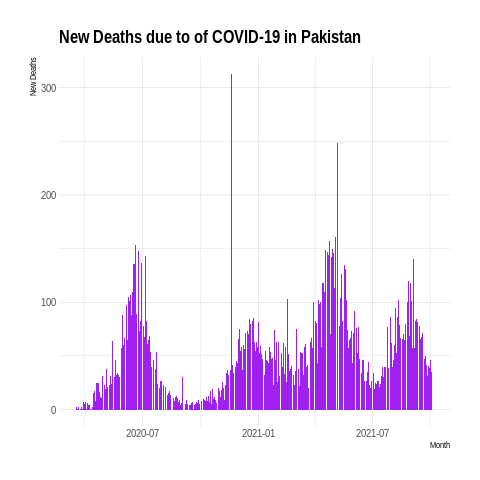 New Deaths due to of COVID-19 in Pakistan
New Deaths
300
200
100
0
2020-07 2021-01 2021-07
Month